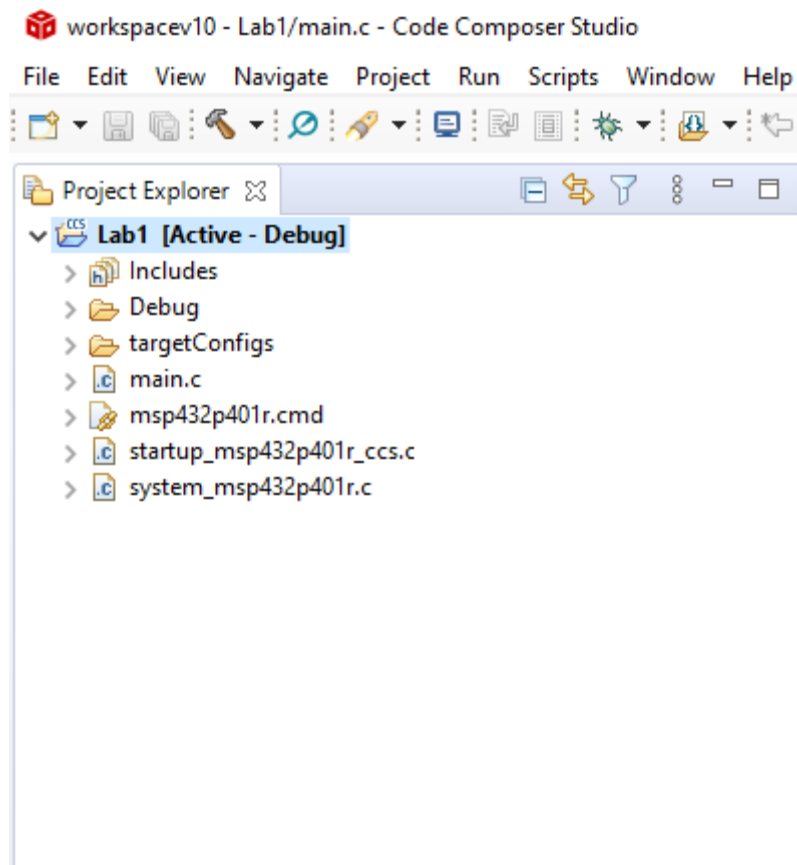 workspacev10 - Lab1/main.c - Code Composer Studio
File Edit View Navigate Project Run Scripts Window Help
Project Explorer
Lab1 [Active - Debug]
Includes
Debug
targetConfigs
main.c
msp432p401r.cmd
startup_msp432p401r_ccs.c
system_msp432p401r.c